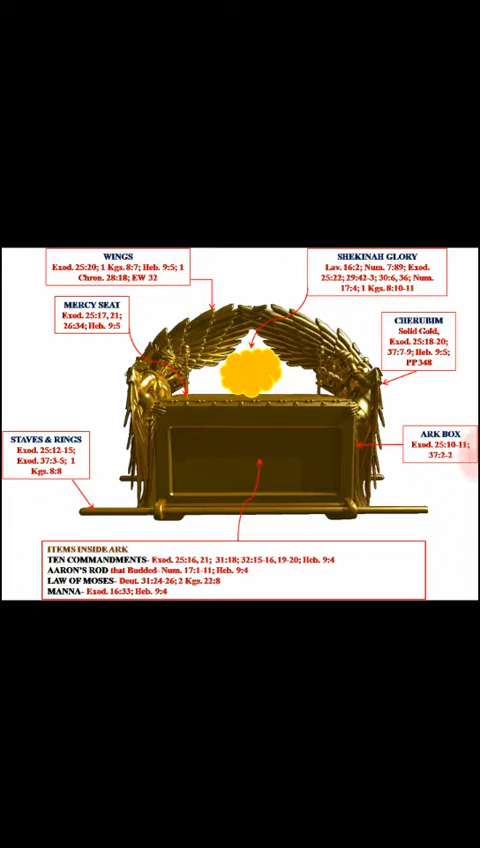 WINGS
Exod. 25:20; 1 Kgs. 8:7; Heb. 9:5; 1
Chron. 28:18; EW 32
SHEKINAH GLORY
Lav. 16:2; Num. 7:89; Exod.
25:22; 29:42-3; 30:6, 36; Num.
17:4; 1 Kgs. 8:10-11
MERCY SEAT
Exod. 25:17, 21;
26:34; Heb. 9:5
CHERUBIM
Solid Gold,
Exod. 25:18-20;
37:7-9; Heb. 9:5;
PP348
STAVES & RINGS
Exod. 25:12-15;
Exod. 37:3-5; 1
Kgs. 8:8
ARK BOX
Exod. 25:10-11;
37:2-2
ITEMS INSIDE ARK
TEN COMMANDMENTS- Exod. 25:16, 21; 31:18; 32:15-16, 19-20; Heb. 9:4
AARON'S ROD that Budded- Num. 17:1-11; Heb. 9:4
LAW OF MOSES- Deut. 31:24-26; 2 Kgs. 22:8
MANNA- Exod. 16:33; Heb. 9:4